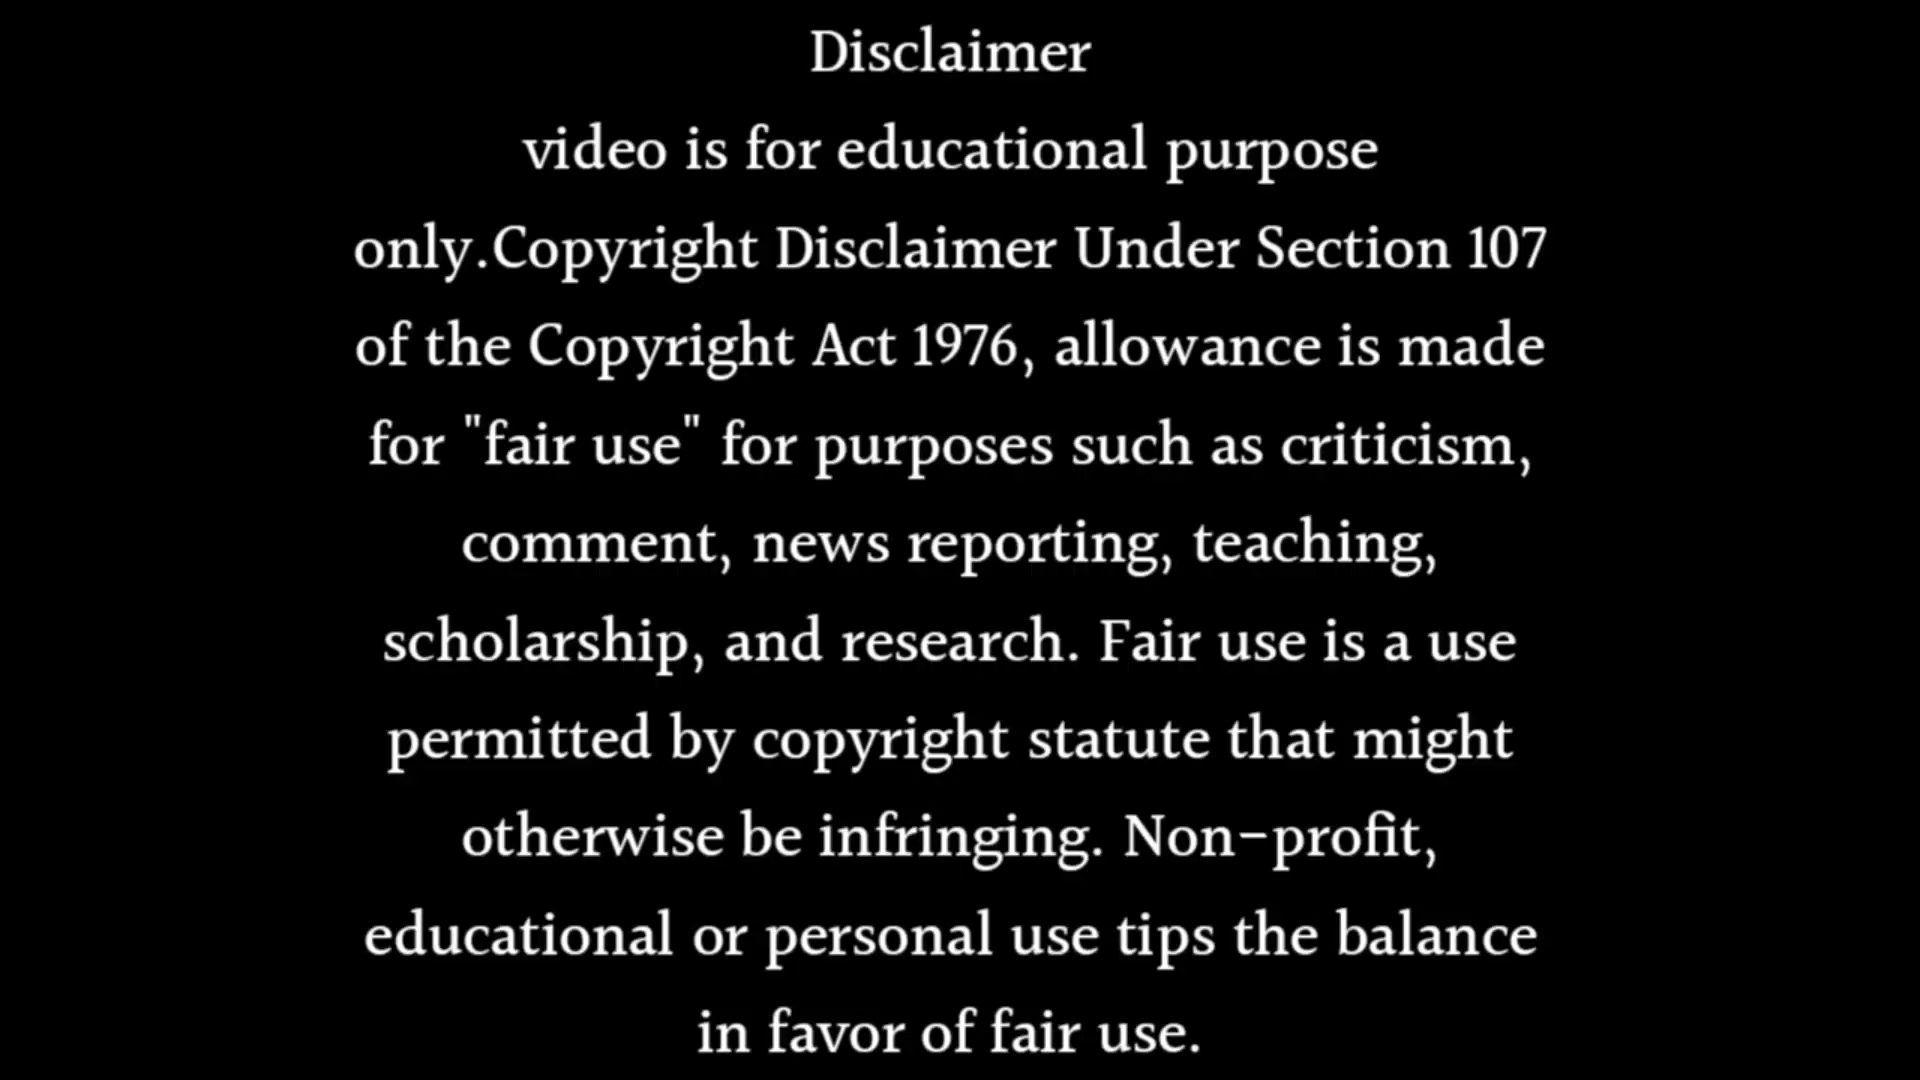 Disclaimer
video is for educational purpose
only.Copyright Disclaimer Under Section 107
of the Copyright Act 1976, allowance is made
for "fair use" for purposes such as criticism,
comment, news reporting, teaching,
scholarship, and research. Fair use is a use
permitted by copyright statute that might
otherwise be infringing. Non-profit,
educational or personal use tips the balance
in favor of fair use.